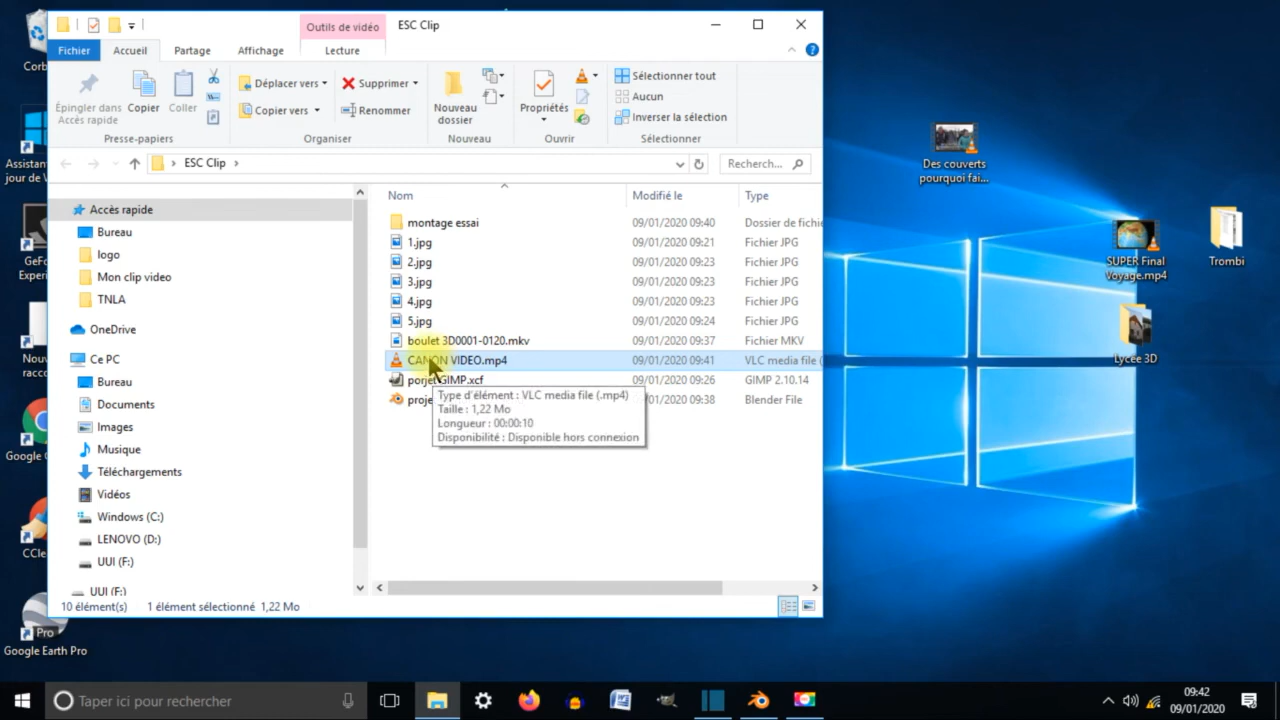 Outils de vidéo
ESC Clip
Fichier
Accueil
Partage
Affichage
Lecture
Épingler dans
Accès rapide
Copier
Coller
Presse-papiers
Déplacer vers
Copier vers
Supprimer
Renommer
Organiser
Nouveau
dossier
Nouveau
Propriétés
Ouvrir
Sélectionner tout
Aucun
Inverser la sélection
Sélectionner
ESC Clip
Recherch...
Accès rapide
Bureau
logo
Mon clip video
TNLA
OneDrive
Ce PC
Bureau
Documents
Images
Musique
Téléchargements
Vidéos
Windows (C:)
LENOVO (D:)
UUI (F:)
UUI (F:)
Nom Modifié le Type
montage essai 09/01/2020 09:40 Dossier de fichie
1.jpg 09/01/2020 09:21 Fichier JPG
2.jpg 09/01/2020 09:23 Fichier JPG
3.jpg 09/01/2020 09:23 Fichier JPG
4.jpg 09/01/2020 09:23 Fichier JPG
5.jpg 09/01/2020 09:24 Fichier JPG
boulet 3D0001-0120.mkv 09/01/2020 09:37 Fichier MKV
CANON VIDEO.mp4 09/01/2020 09:41 VLC media file (
porjet GIMP.xcf 09/01/2020 09:26 GIMP 2.10.14
proje 09/01/2020 09:38 Blender File
Type d'élément : VLC media file (.mp4)
Taille : 1,22 Mo
Longueur : 00:00:10
Disponibilité : Disponible hors connexion
10 élément(s) 1 élément sélectionné 1,22 Mo
Corb
Assistan
jour de V
GeFo
Experi
Nouv
racco
Google C
CCle
Pro
Google Earth Pro
Des couverts
pourquoi fai...
SUPER Final
Voyage.mp4
Trombi
Lycee 3D
Taper ici pour rechercher
09:42
09/01/2020